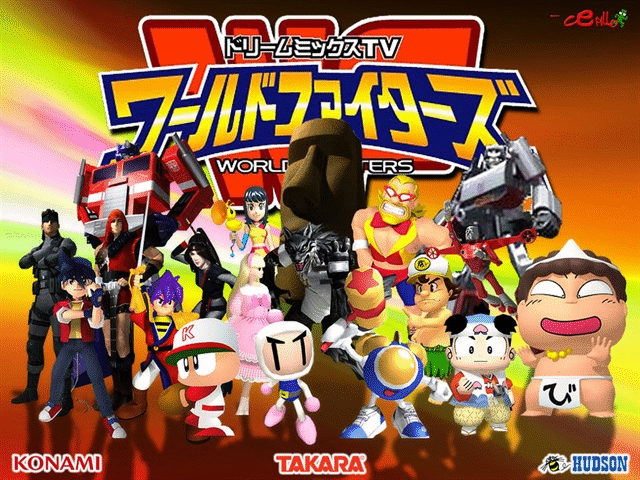 cepillo
ドリームミックスTV
ワールドファイターズ
WORLD FIGHTERS
K
び
KONAMI
TAKARA
HUDSON